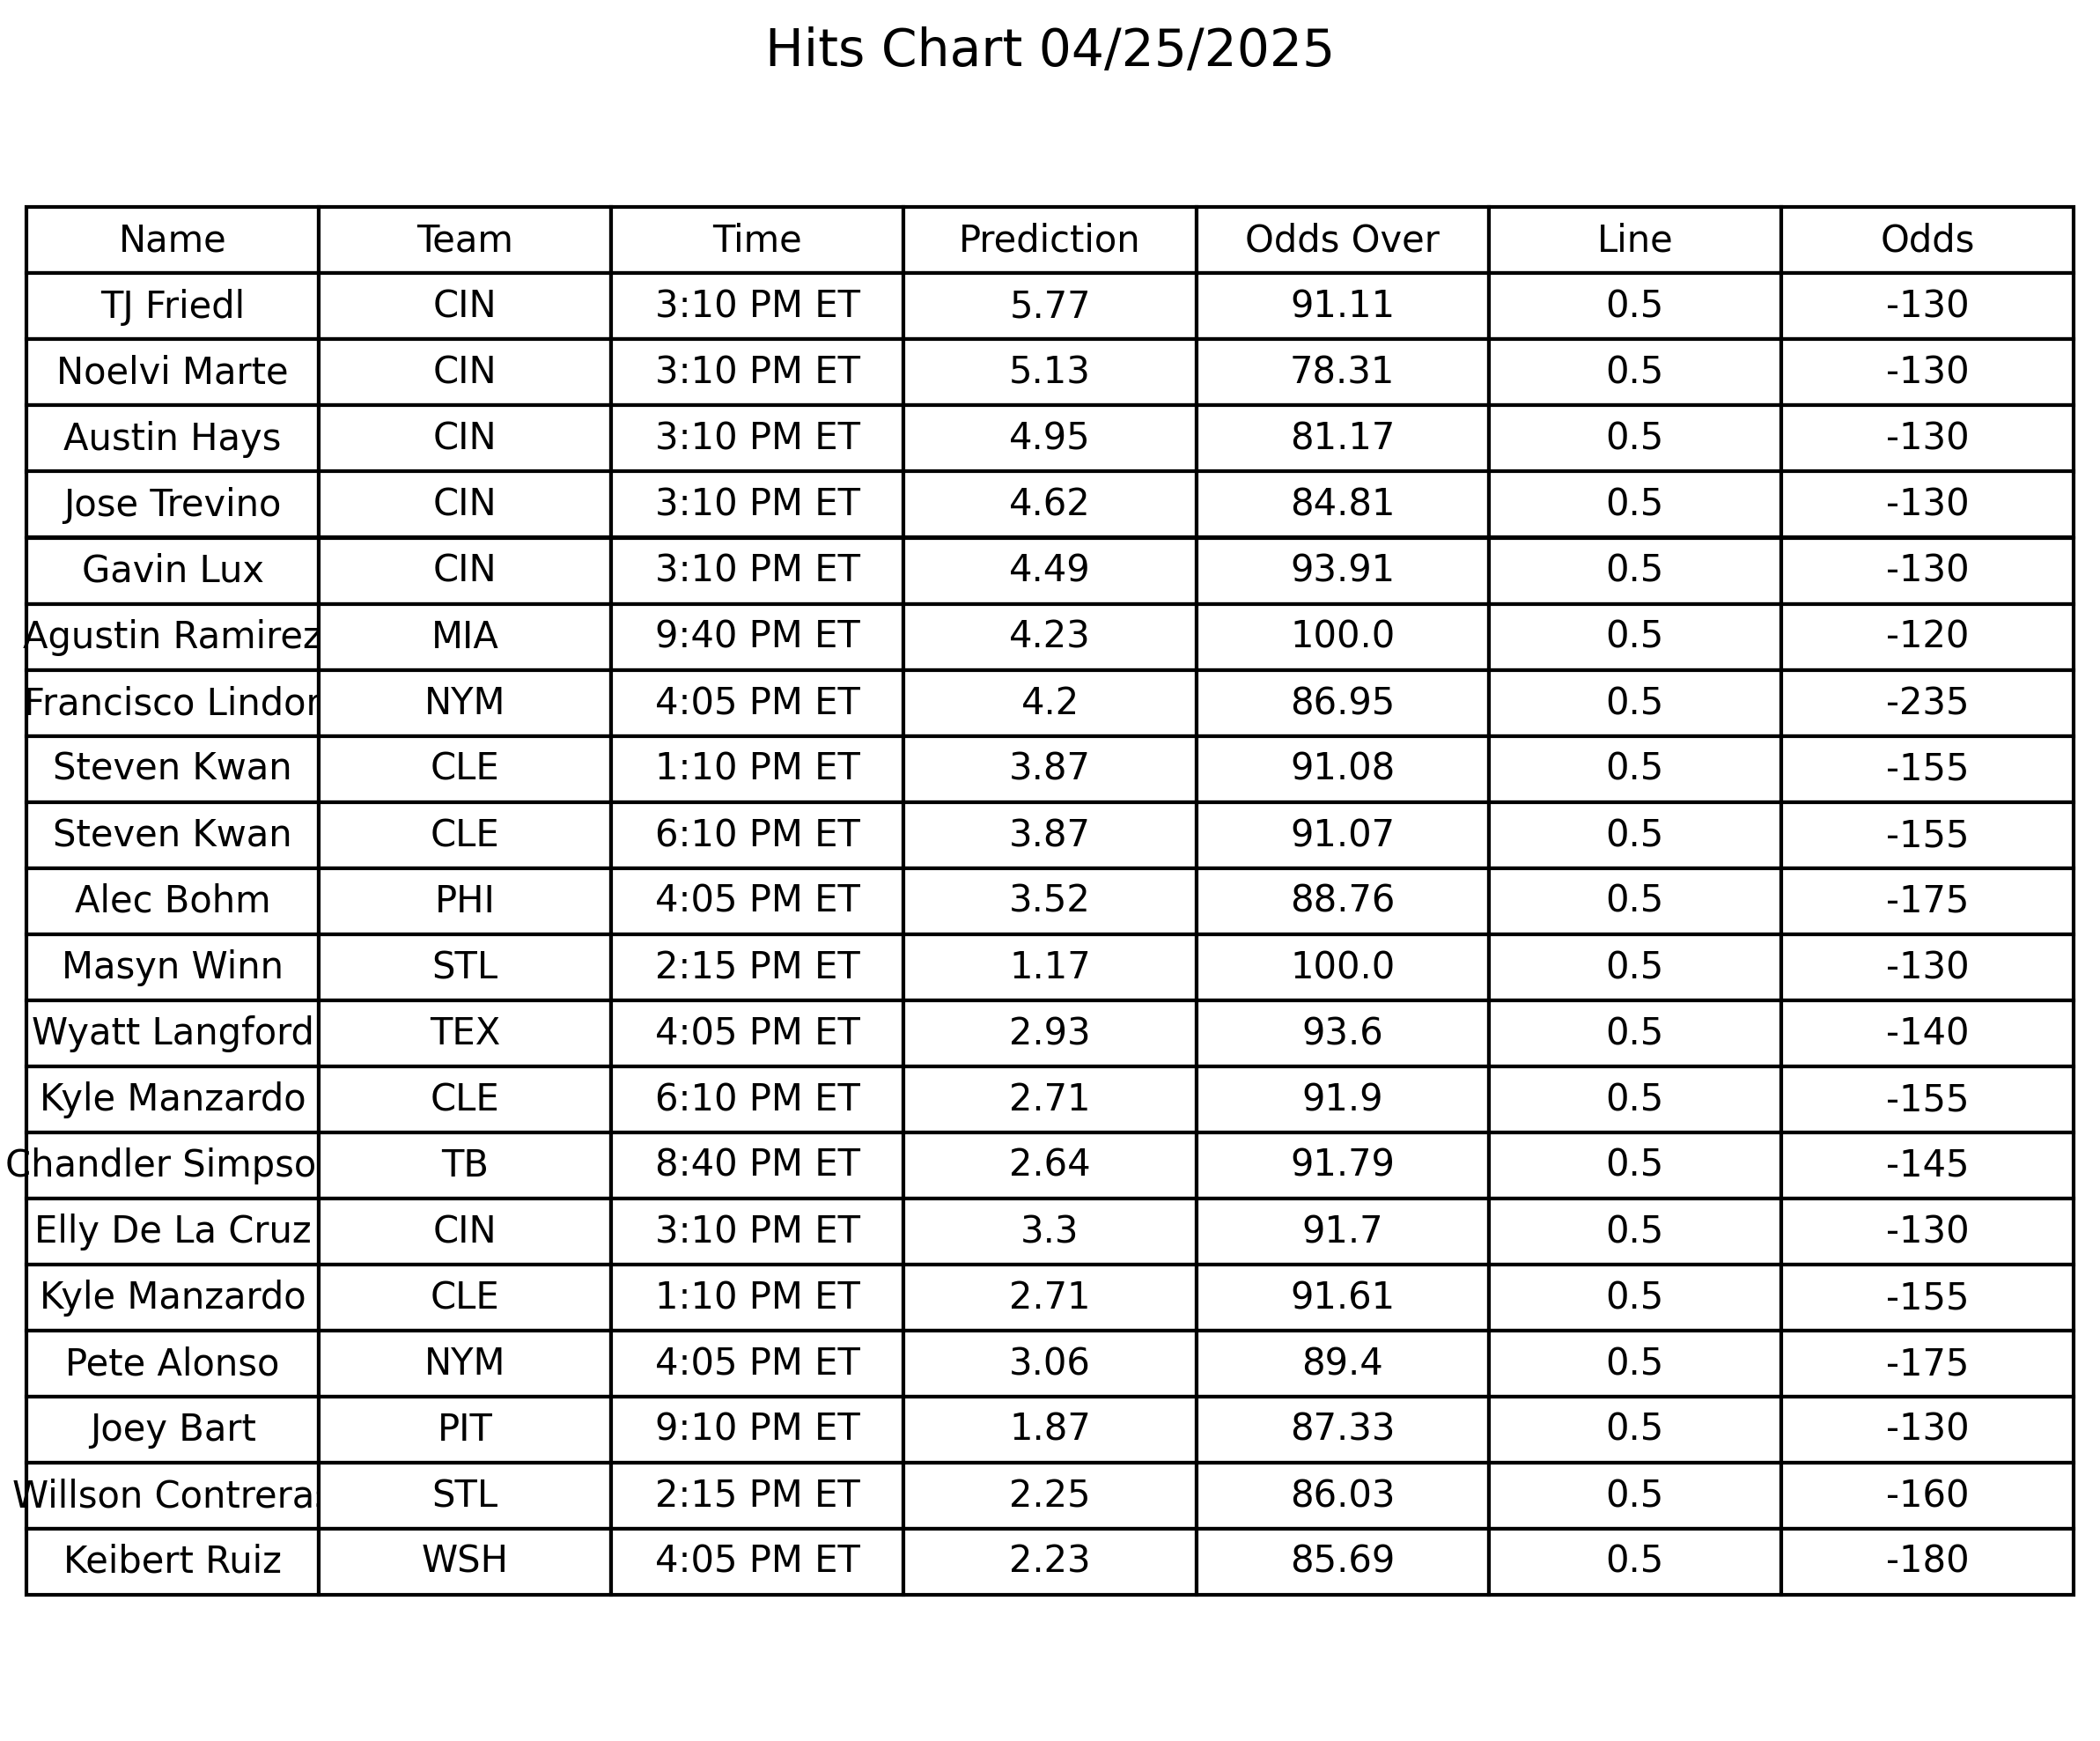 Hits Chart 04/25/2025
Name Team Time Prediction Odds Over Line Odds
TJ Friedl CIN 3:10 PM ET 5.77 91.11 0.5 -130
Noelvi Marte CIN 3:10 PM ET 5.13 78.31 0.5 -130
Austin Hays CIN 3:10 PM ET 4.95 81.17 0.5 -130
Jose Trevino CIN 3:10 PM ET 4.62 84.81 0.5 -130
Gavin Lux CIN 3:10 PM ET 4.49 93.91 0.5 -130
Agustin Ramirez MIA 9:40 PM ET 4.23 100.0 0.5 -120
Francisco Lindor NYM 4:05 PM ET 4.2 86.95 0.5 -235
Steven Kwan CLE 1:10 PM ET 3.87 91.08 0.5 -155
Steven Kwan CLE 6:10 PM ET 3.87 91.07 0.5 -155
Alec Bohm PHI 4:05 PM ET 3.52 88.76 0.5 -175
Masyn Winn STL 2:15 PM ET 1.17 100.0 0.5 -130
Wyatt Langford TEX 4:05 PM ET 2.93 93.6 0.5 -140
Kyle Manzardo CLE 6:10 PM ET 2.71 91.9 0.5 -155
Chandler Simpso TB 8:40 PM ET 2.64 91.79 0.5 -145
Elly De La Cruz CIN 3:10 PM ET 3.3 91.7 0.5 -130
Kyle Manzardo CLE 1:10 PM ET 2.71 91.61 0.5 -155
Pete Alonso NYM 4:05 PM ET 3.06 89.4 0.5 -175
Joey Bart PIT 9:10 PM ET 1.87 87.33 0.5 -130
Willson Contreras STL 2:15 PM ET 2.25 86.03 0.5 -160
Keibert Ruiz WSH 4:05 PM ET 2.23 85.69 0.5 -180